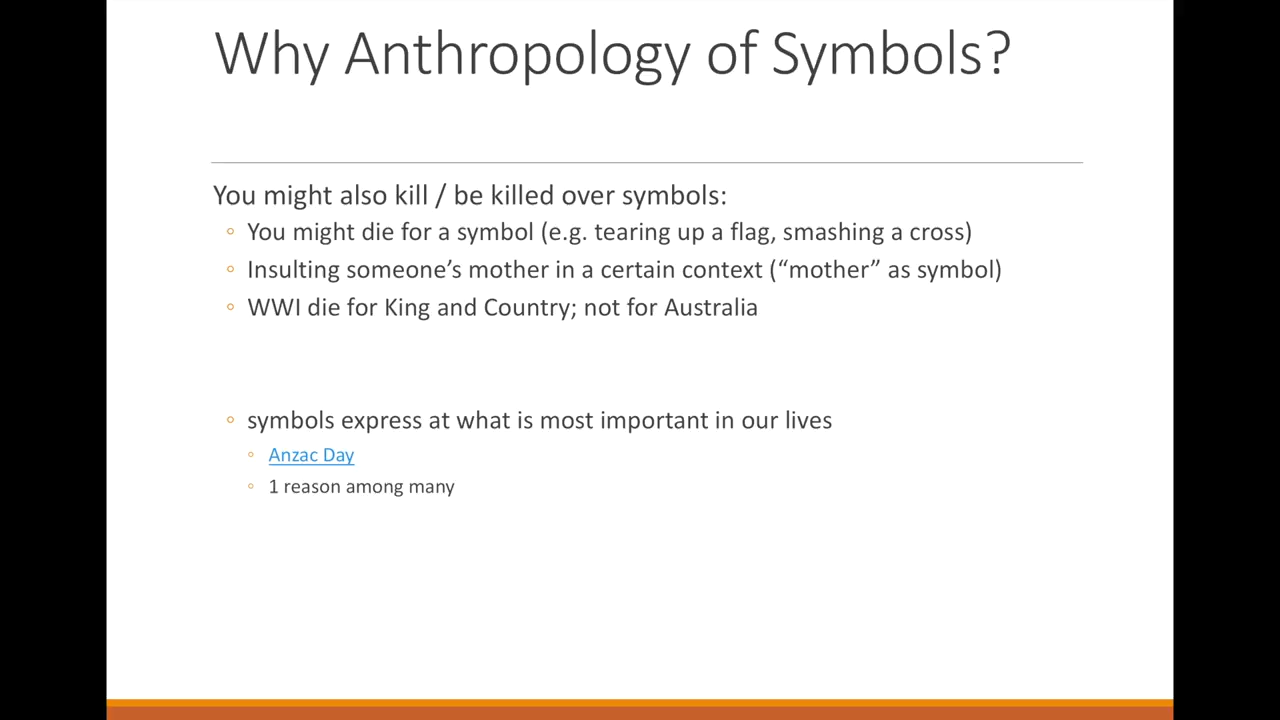 Why Anthropology of Symbols?
You might also kill / be killed over symbols:
◦ You might die for a symbol (e.g. tearing up a flag, smashing a cross)
◦ Insulting someone’s mother in a certain context (“mother” as symbol)
◦ WWI die for King and Country; not for Australia
◦ symbols express at what is most important in our lives
◦ Anzac Day
◦ 1 reason among many